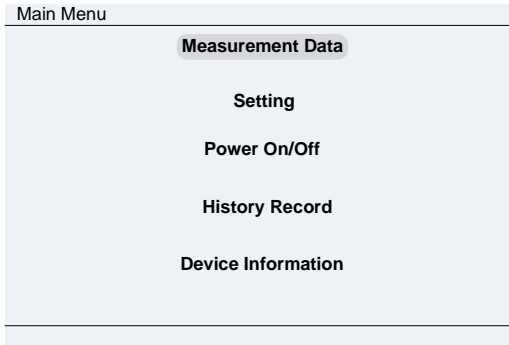 Main Menu
Measurement Data
Setting
Power On/Off
History Record
Device Information